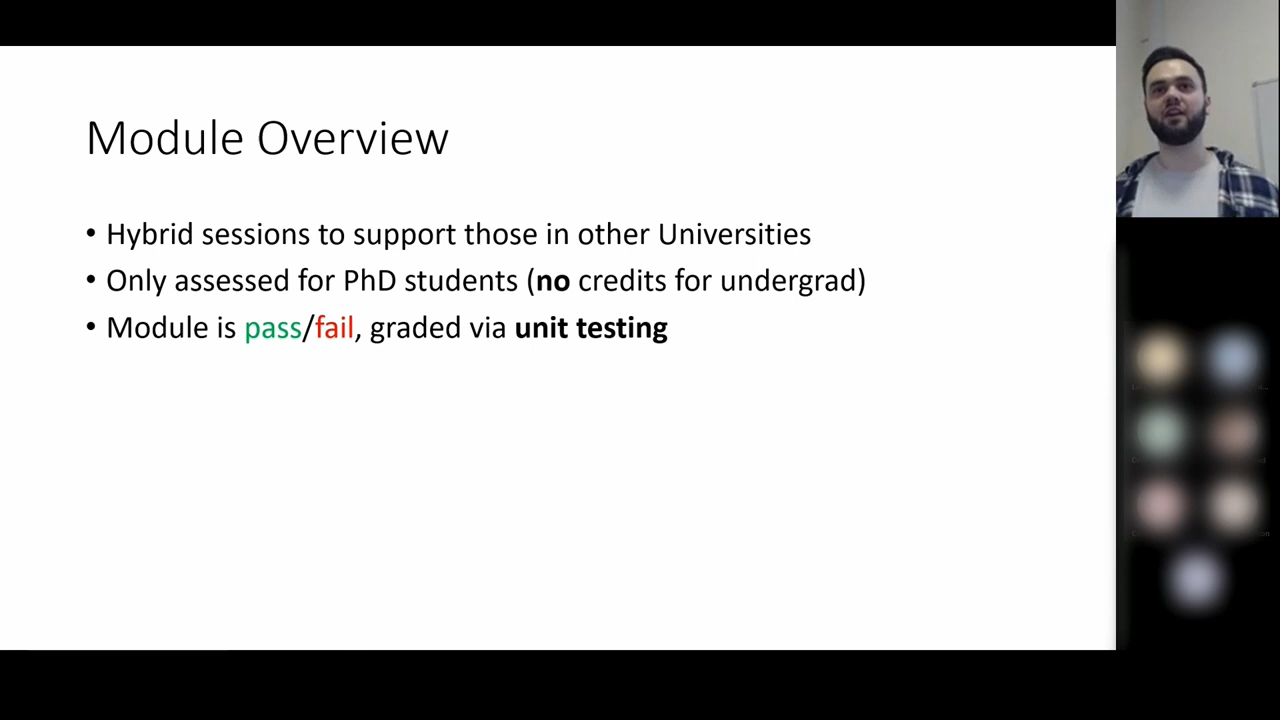 Module Overview
• Hybrid sessions to support those in other Universities
• Only assessed for PhD students (no credits for undergrad)
• Module is pass/fail, graded via unit testing